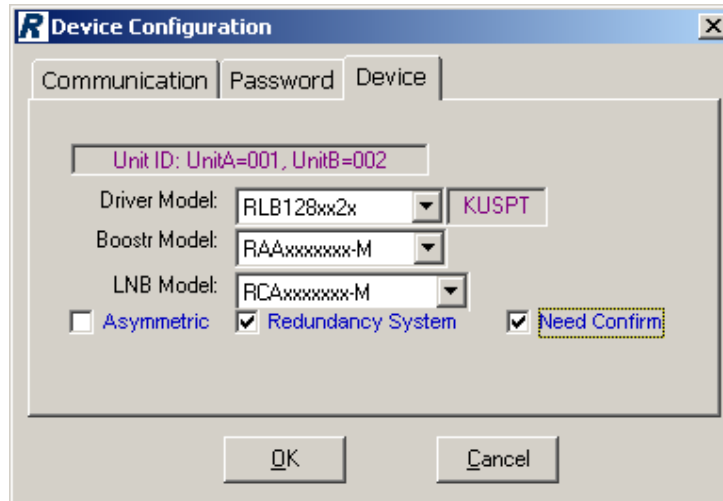 R Device Configuration
Communication Password Device
Unit ID: UnitA=001, UnitB=002
Driver Model: RLB128xx2x KUSPT
Boostr Model: RAAxxxxxxx-M
LNB Model: RCAxxxxxxx-M
Asymmetric Redundancy System Need Confirm
OK Cancel